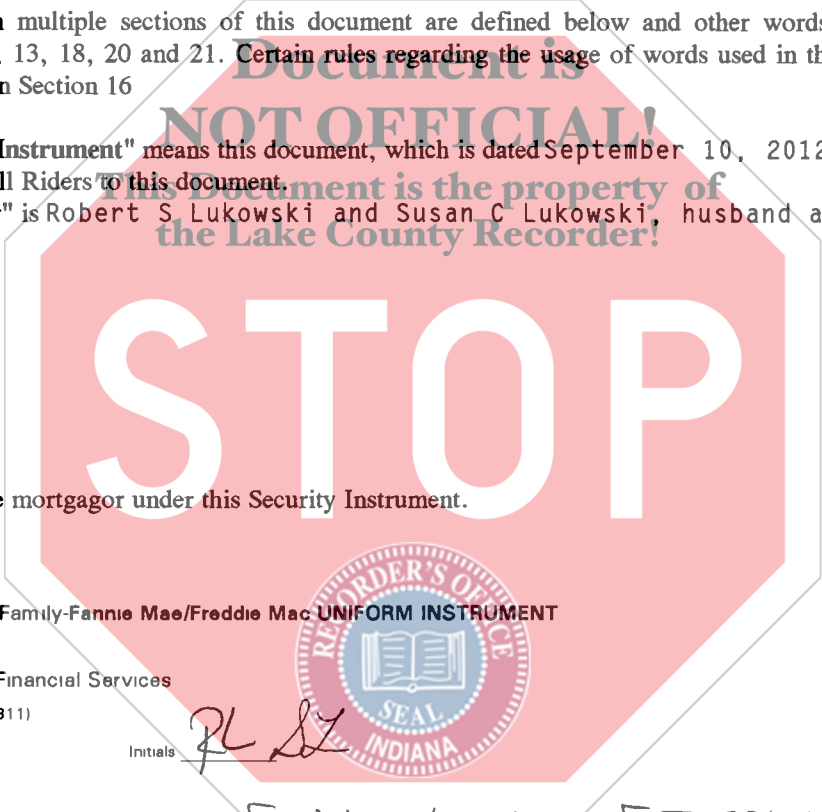 multiple sections of this document are defined below and other words
, 13, 18, 20 and 21. Certain rules regarding the usage of words used in th
n Section 16
Document is
NOT OFFICIAL!
This Document is the property of
the Lake County Recorder!
Instrument" means this document, which is dated September 10, 2012
ll Riders to this document.
" is Robert S Lukowski and Susan C Lukowski, husband a
STOP
e mortgagor under this Security Instrument.
Family-Fannie Mae/Freddie Mac UNIFORM INSTRUMENT
Financial Services
811)
Initials RL SL
RECORDER'S OFFICE
SEAL
INDIANA